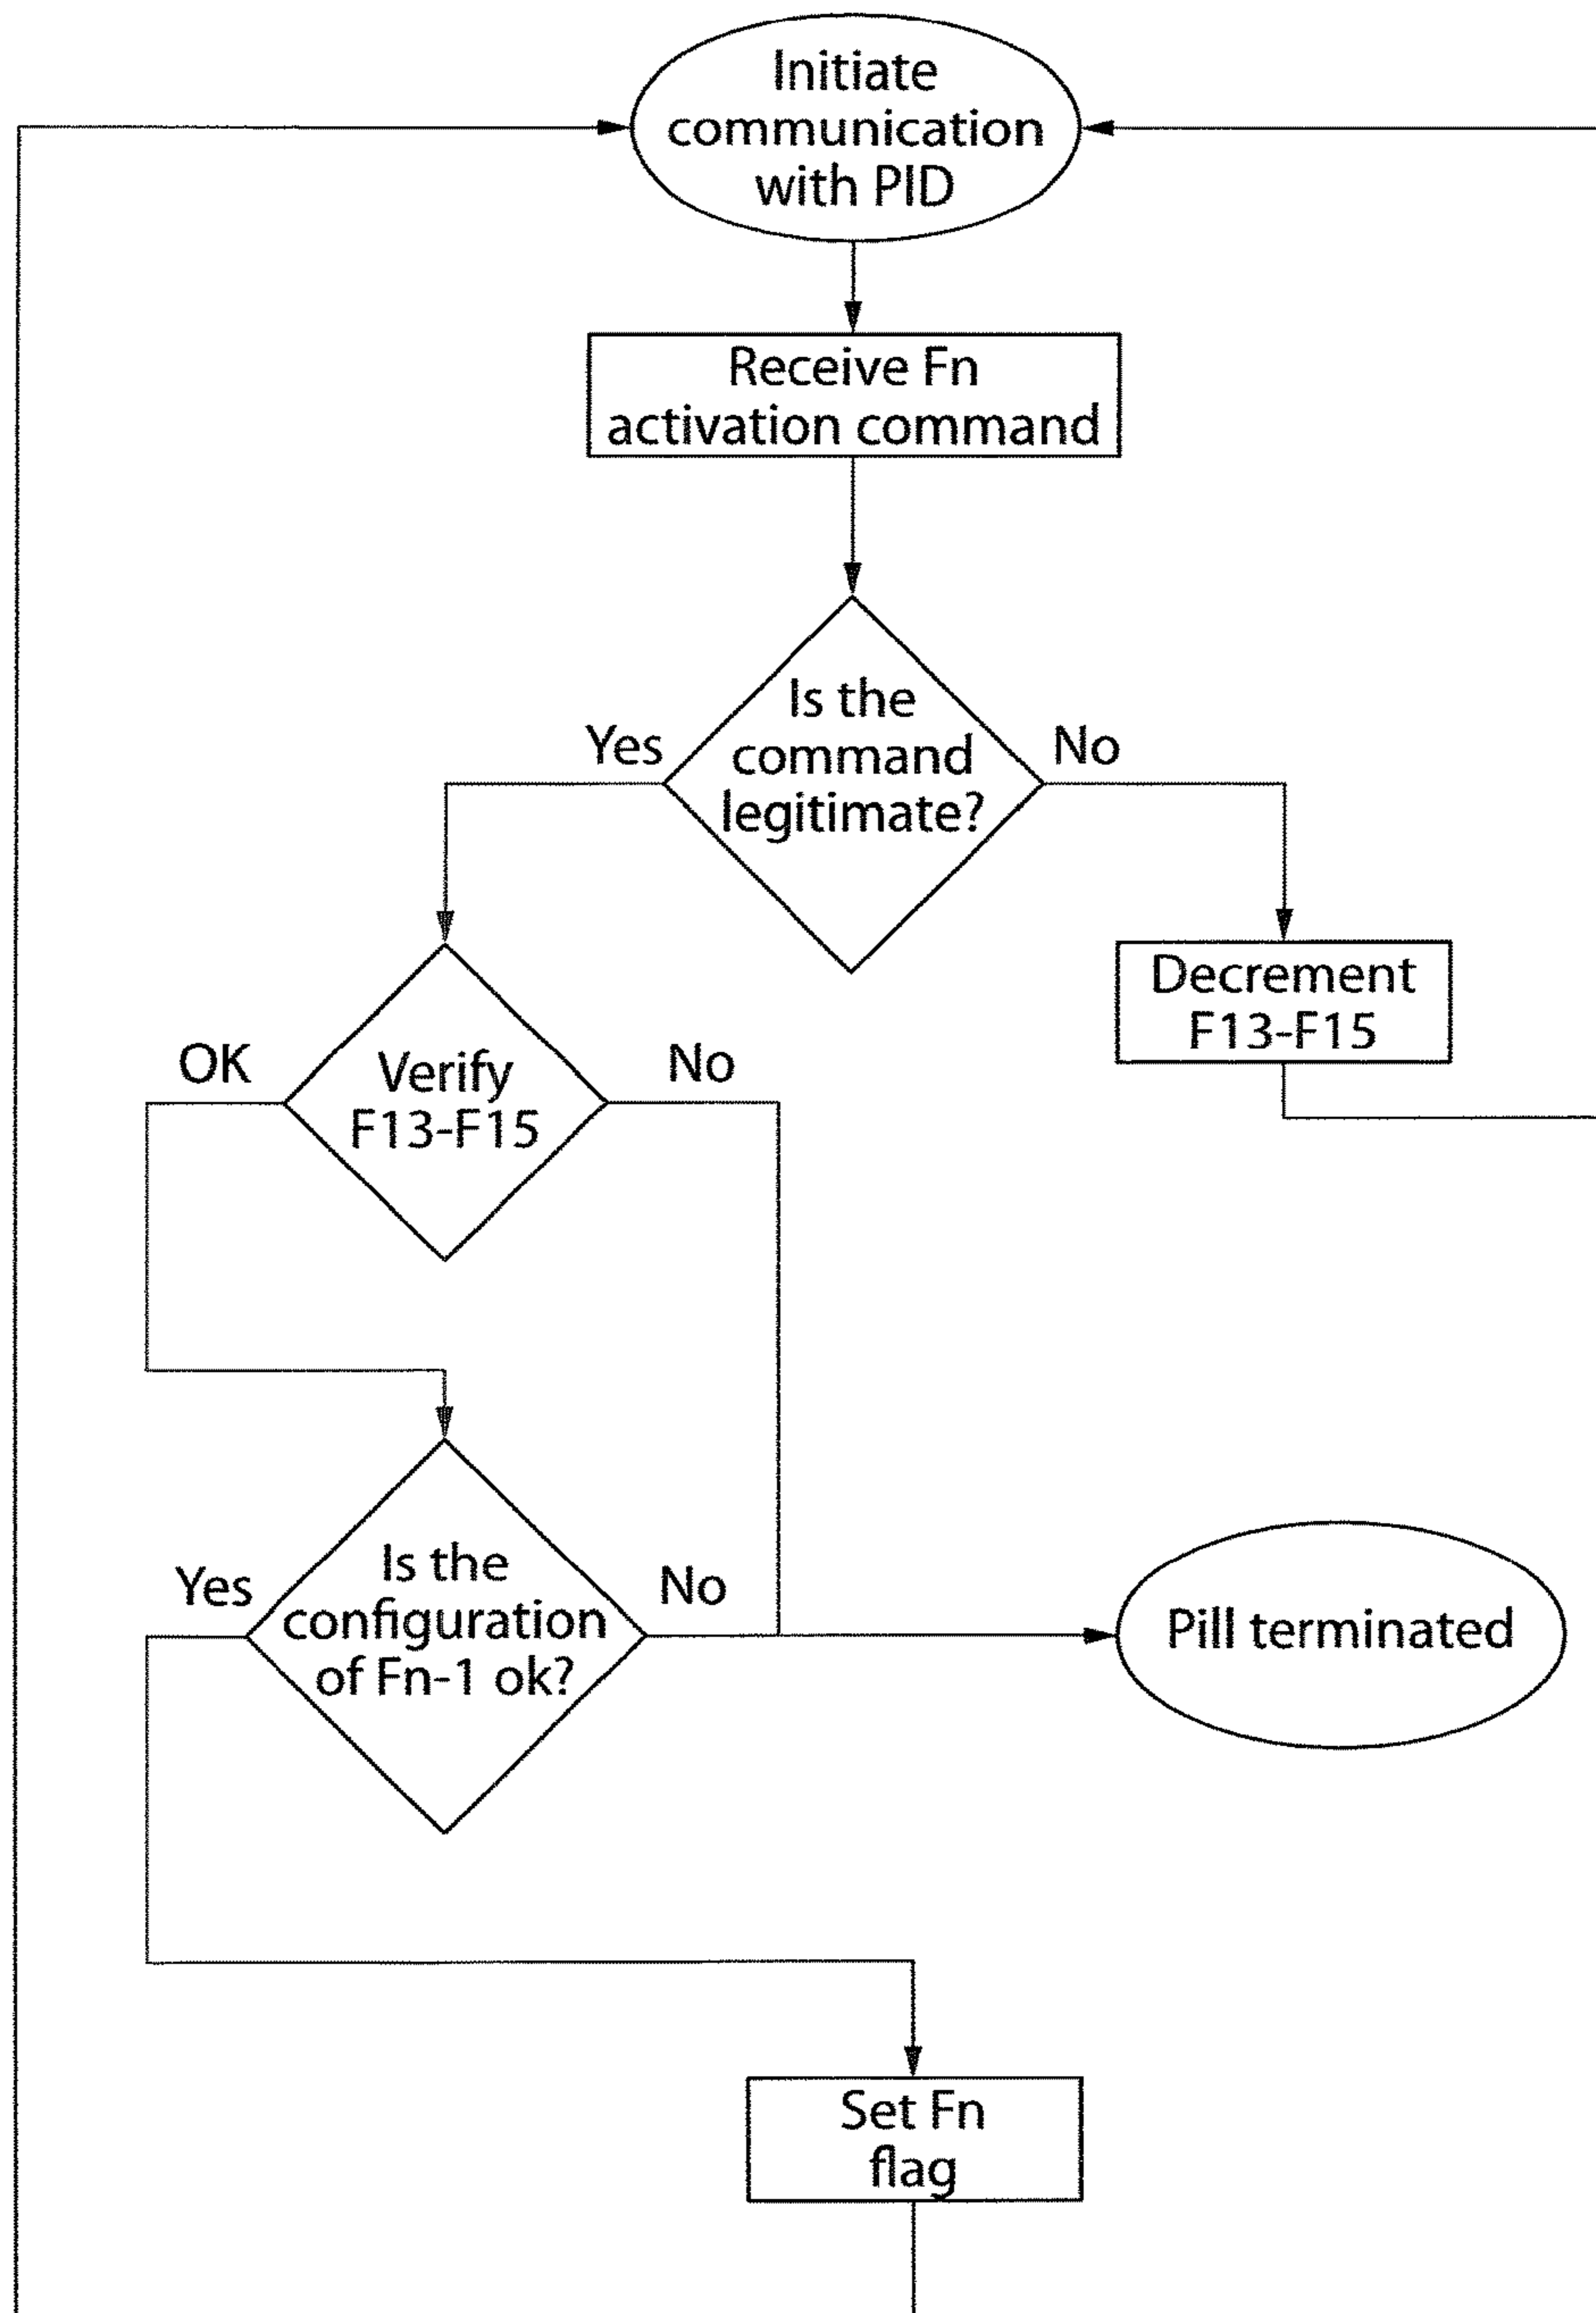 Initiate
communication
with PID
Receive Fn
activation command
Is the
command
legitimate?
Yes
No
Decrement
F13-F15
Verify
F13-F15
OK
No
Is the
configuration
of Fn-1 ok?
Yes
No
Pill terminated
Set Fn
flag